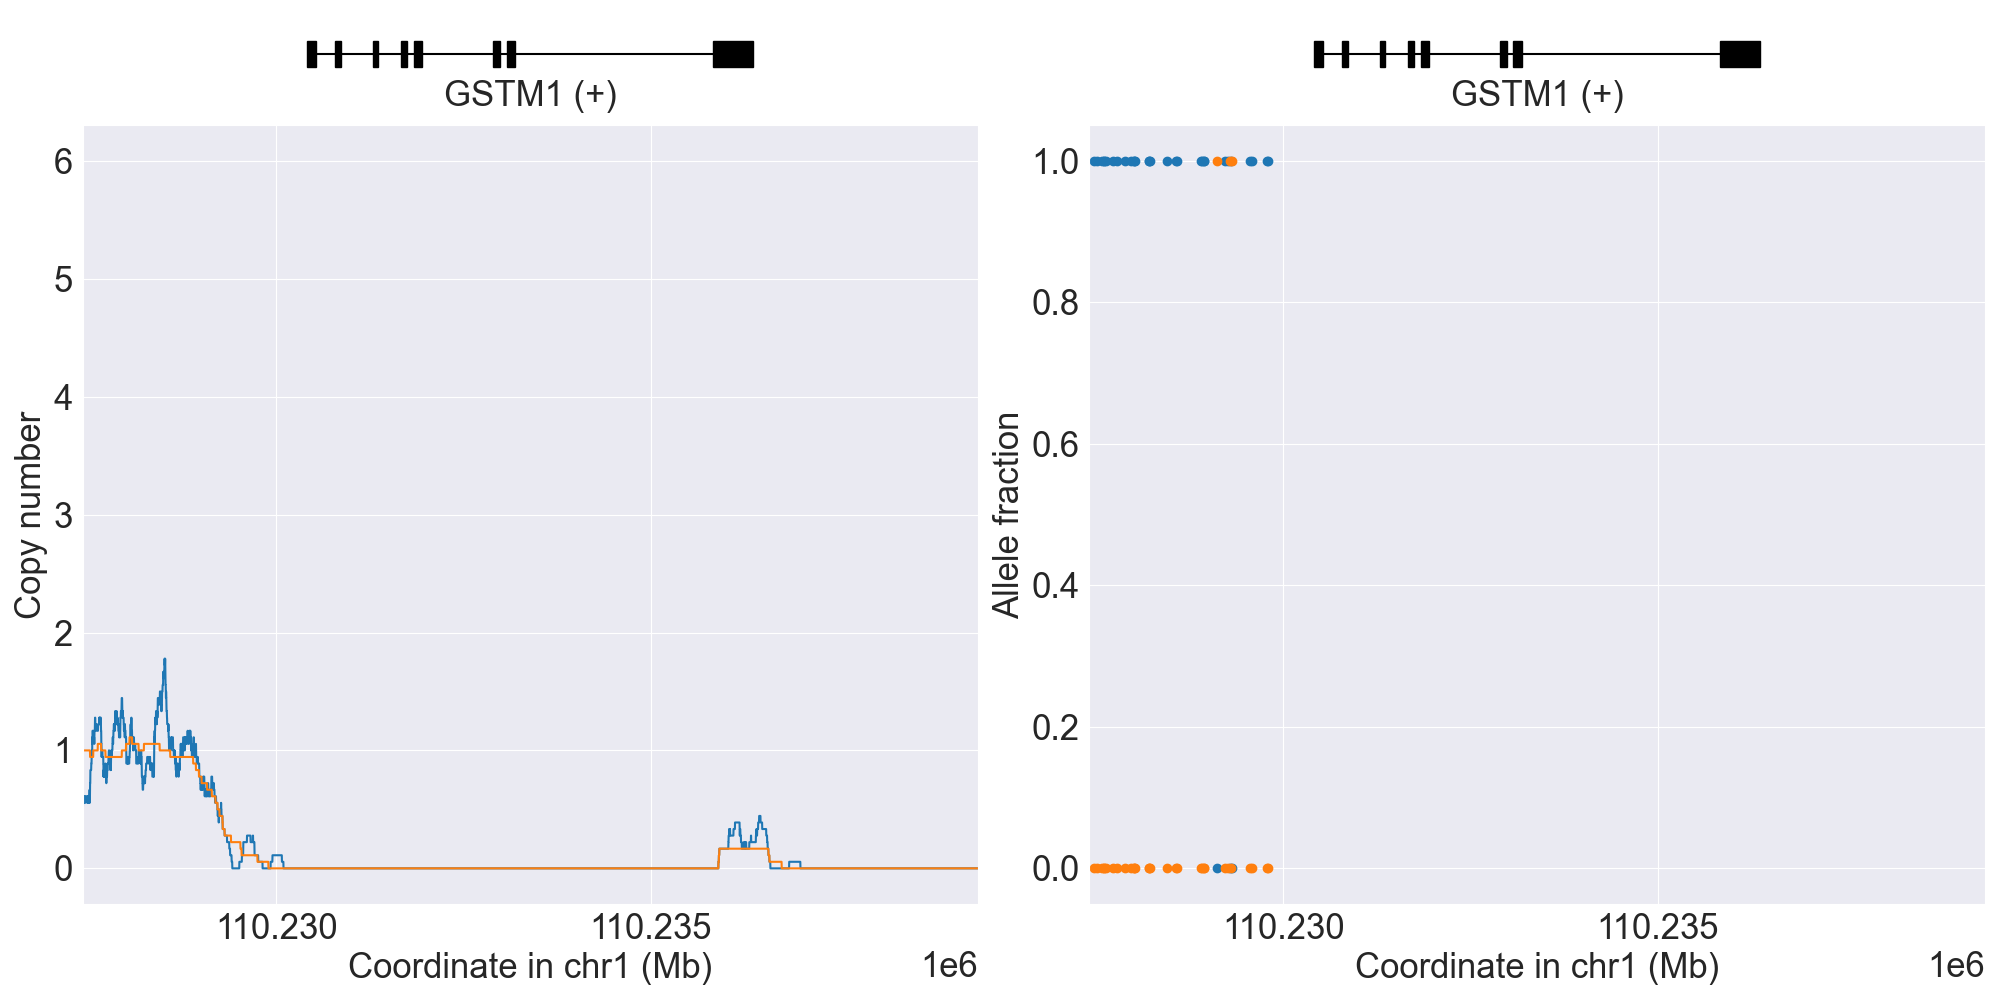 GSTM1 (+)
6
5
4
3
2
1
0
Copy number
110.230
110.235
Coordinate in chr1 (Mb)
1e6
GSTM1 (+)
1.0
0.8
0.6
0.4
0.2
0.0
Allele fraction
110.230
110.235
Coordinate in chr1 (Mb)
1e6